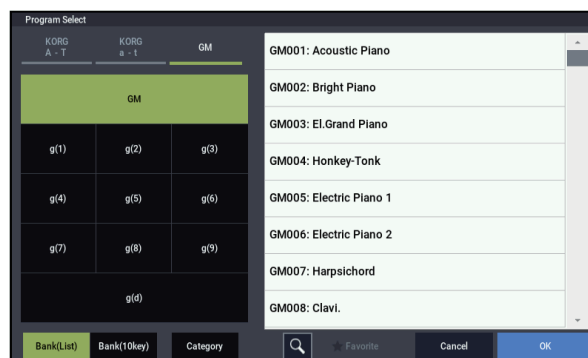 Program Select
KORG
A - T
KORG
a - t
GM
GM
g(1)
g(2)
g(3)
g(4)
g(5)
g(6)
g(7)
g(8)
g(9)
g(d)
GM001: Acoustic Piano
GM002: Bright Piano
GM003: El.Grand Piano
GM004: Honkey-Tonk
GM005: Electric Piano 1
GM006: Electric Piano 2
GM007: Harpsichord
GM008: Clavi.
Bank(List)
Bank(10key)
Category
Favorite
Cancel
OK